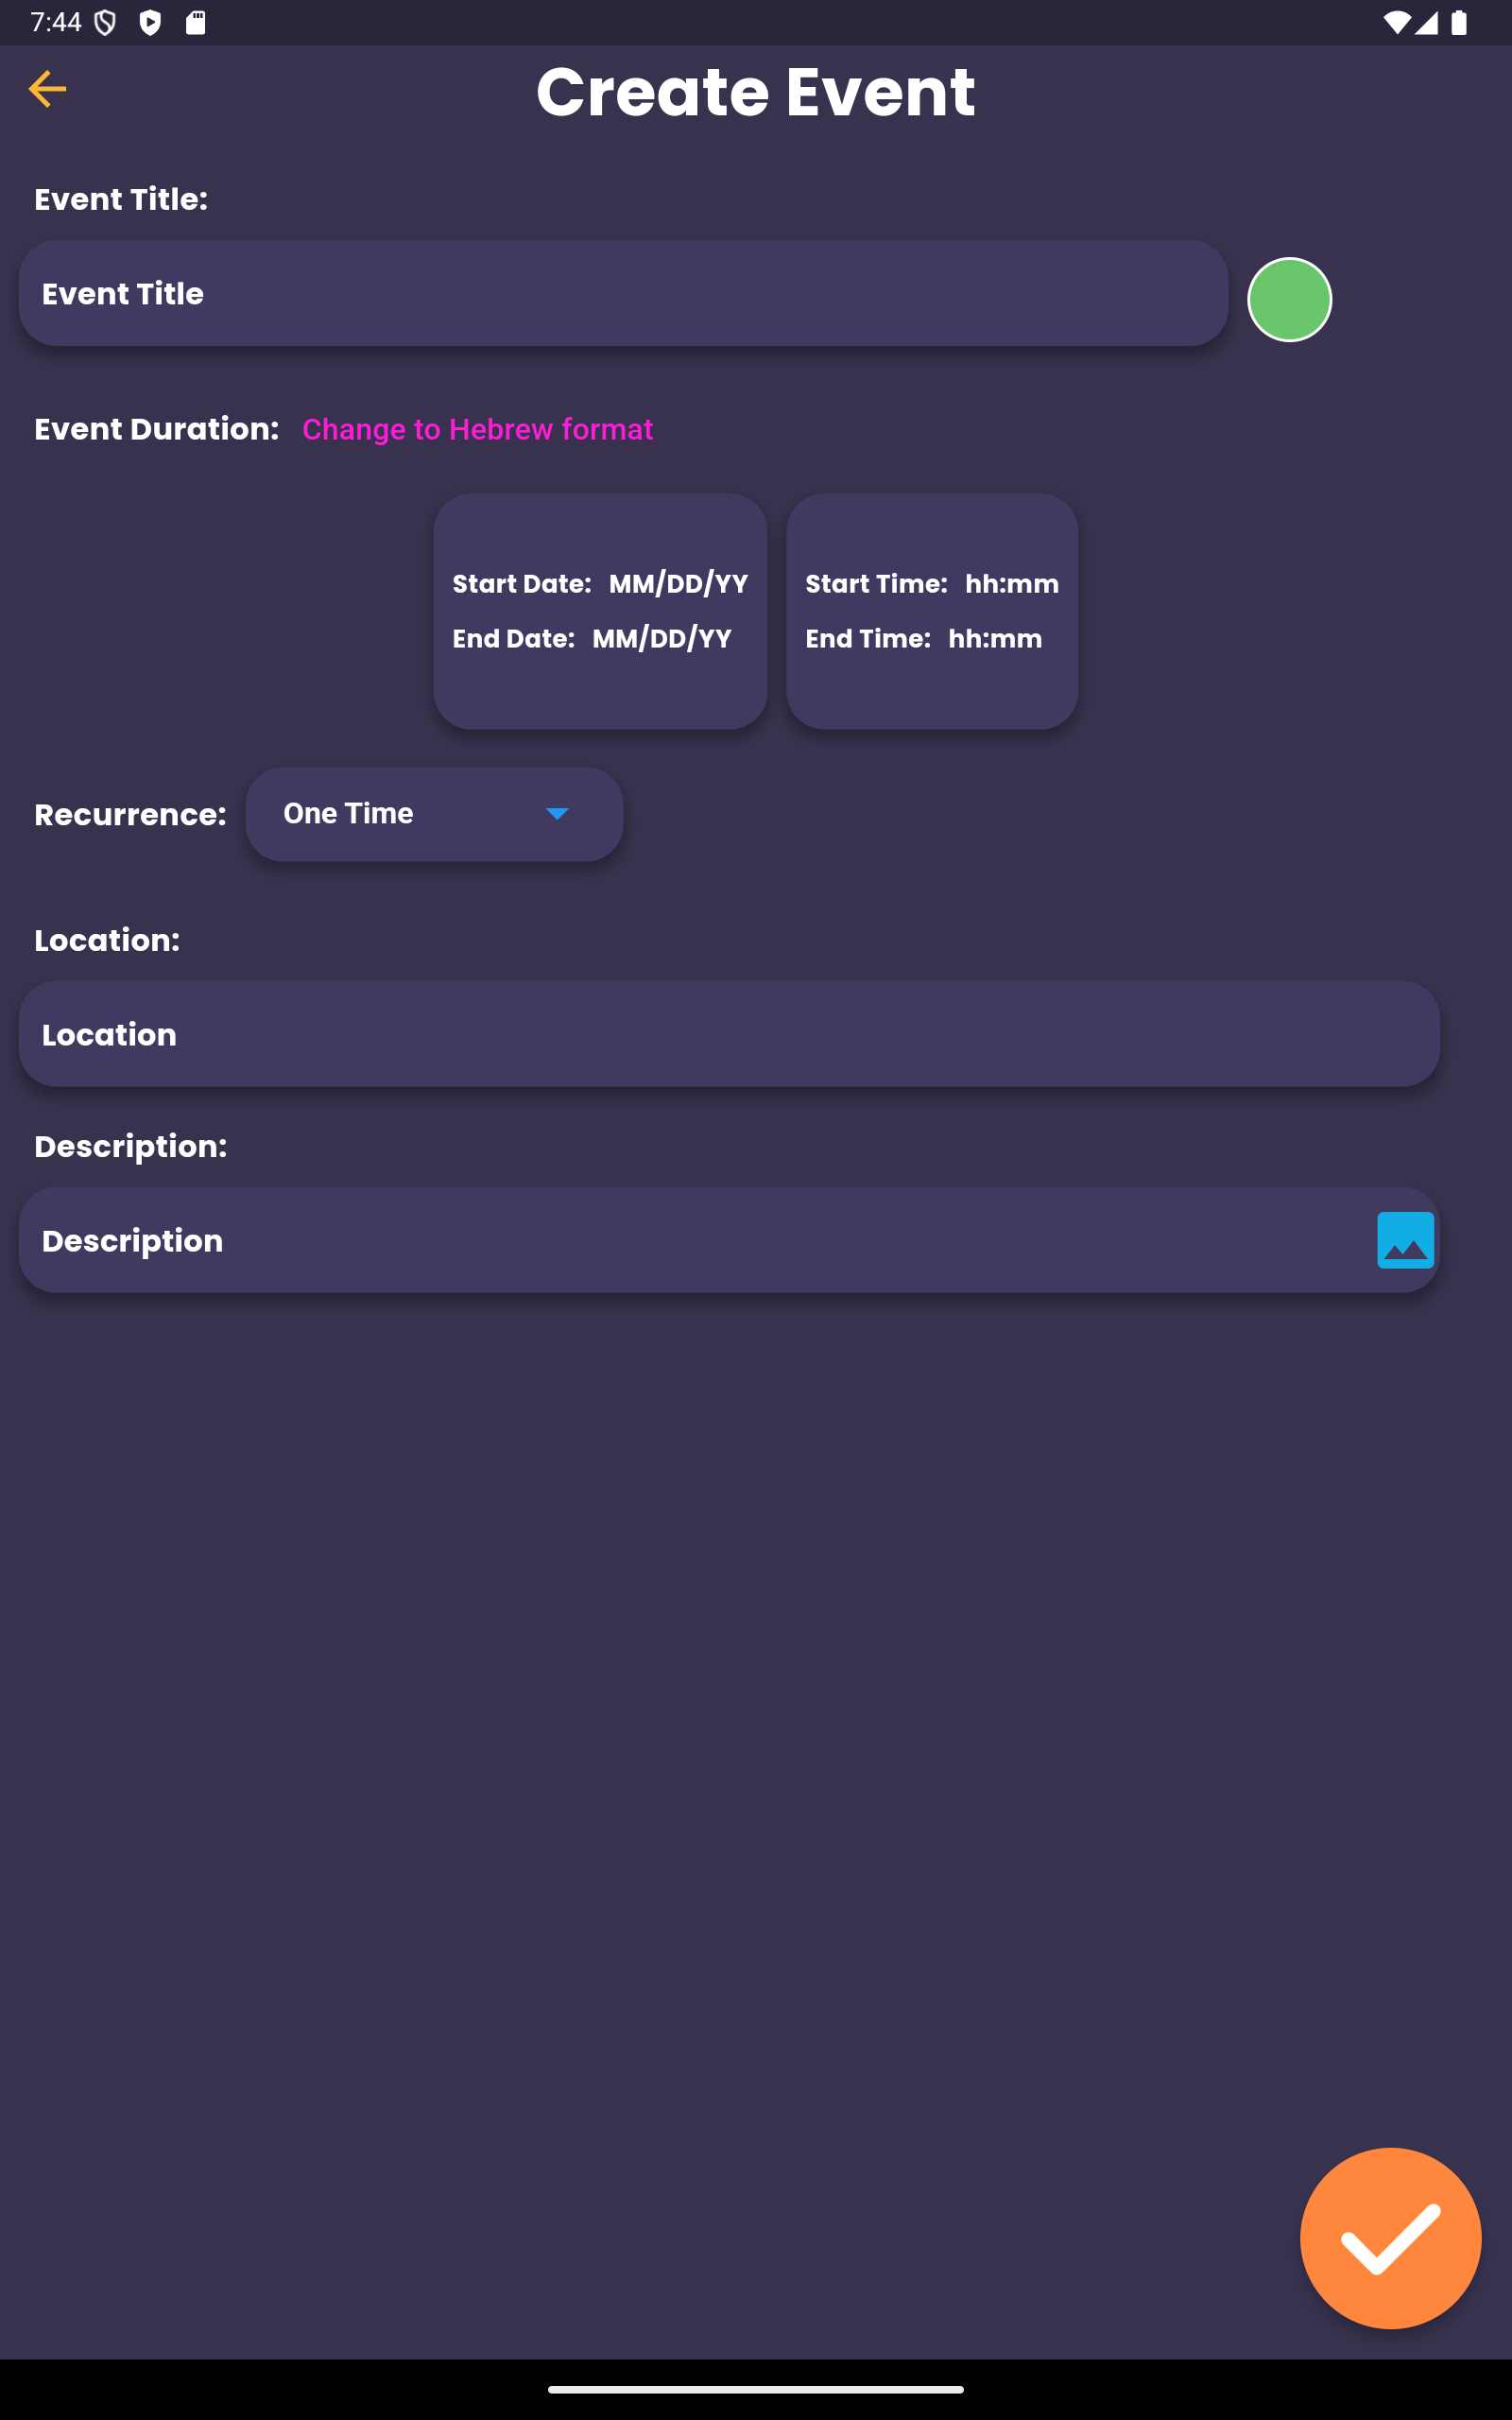 7:44
Create Event
Event Title:
Event Title
Event Duration: Change to Hebrew format
Start Date: MM/DD/YY
End Date: MM/DD/YY
Start Time: hh:mm
End Time: hh:mm
Recurrence: One Time
Location:
Location
Description:
Description